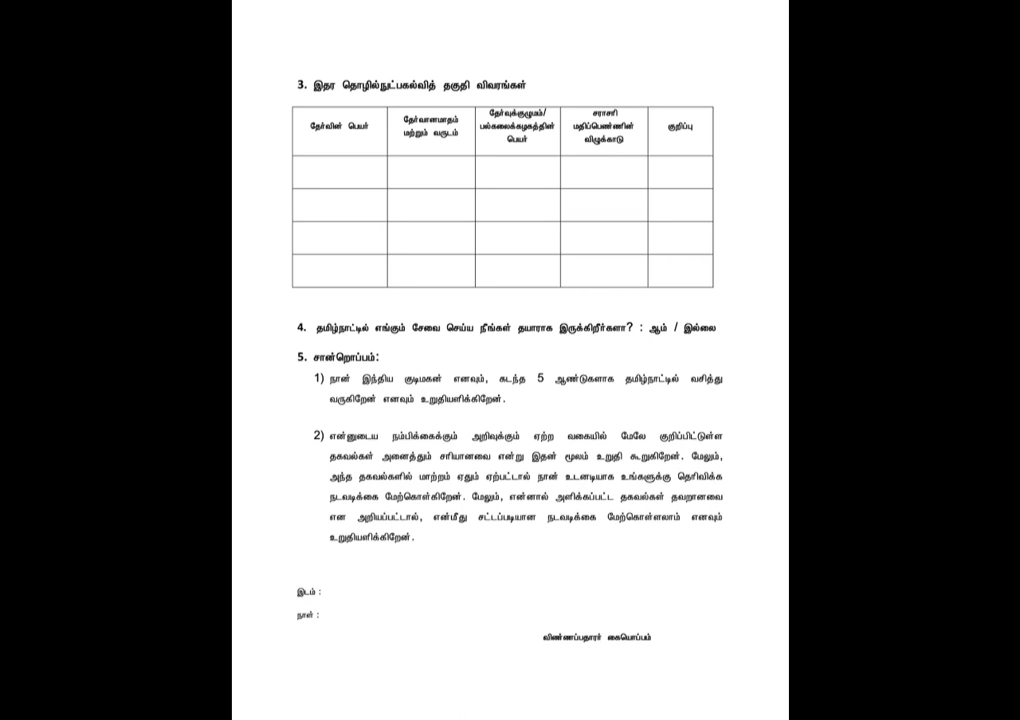 3. இதர தொழில்நுட்பகல்வித் தகுதி விவரங்கள்
தேர்வின் பெயர்
தேர்வானமாதம்
மற்றும் வருடம்
தேர்வுக்குழுமம்/
பல்கலைக்கழகத்தின்
பெயர்
சராசரி
மதிப்பெண்ணின்
விழுக்காடு
குறிப்பு
4. தமிழ்நாட்டில் எங்கும் சேவை செய்ய நீங்கள் தயாராக இருக்கிறீர்களா? : ஆம் / இல்லை
5. சான்றொப்பம்:
1) நான் இந்திய குடிமகன் எனவும், கடந்த 5 ஆண்டுகளாக தமிழ்நாட்டில் வசித்து
வருகிறேன் எனவும் உறுதியளிக்கிறேன்.
2) என்னுடைய நம்பிக்கைக்கும் அறிவுக்கும் ஏற்ற வகையில் மேலே குறிப்பிட்டுள்ள
தகவல்கள் அனைத்தும் சரியானவை என்று இதன் மூலம் உறுதி கூறுகிறேன். மேலும்,
அந்த தகவல்களில் மாற்றம் ஏதும் ஏற்பட்டால் நான் உடனடியாக உங்களுக்கு தெரிவிக்க
நடவடிக்கை மேற்கொள்கிறேன். மேலும், என்னால் அளிக்கப்பட்ட தகவல்கள் தவறானவை
என அறியப்பட்டால், என்மீது சட்டப்படியான நடவடிக்கை மேற்கொள்ளலாம் எனவும்
உறுதியளிக்கிறேன்.
இடம் :
நாள் :
விண்ணப்பதாரர் கையொப்பம்